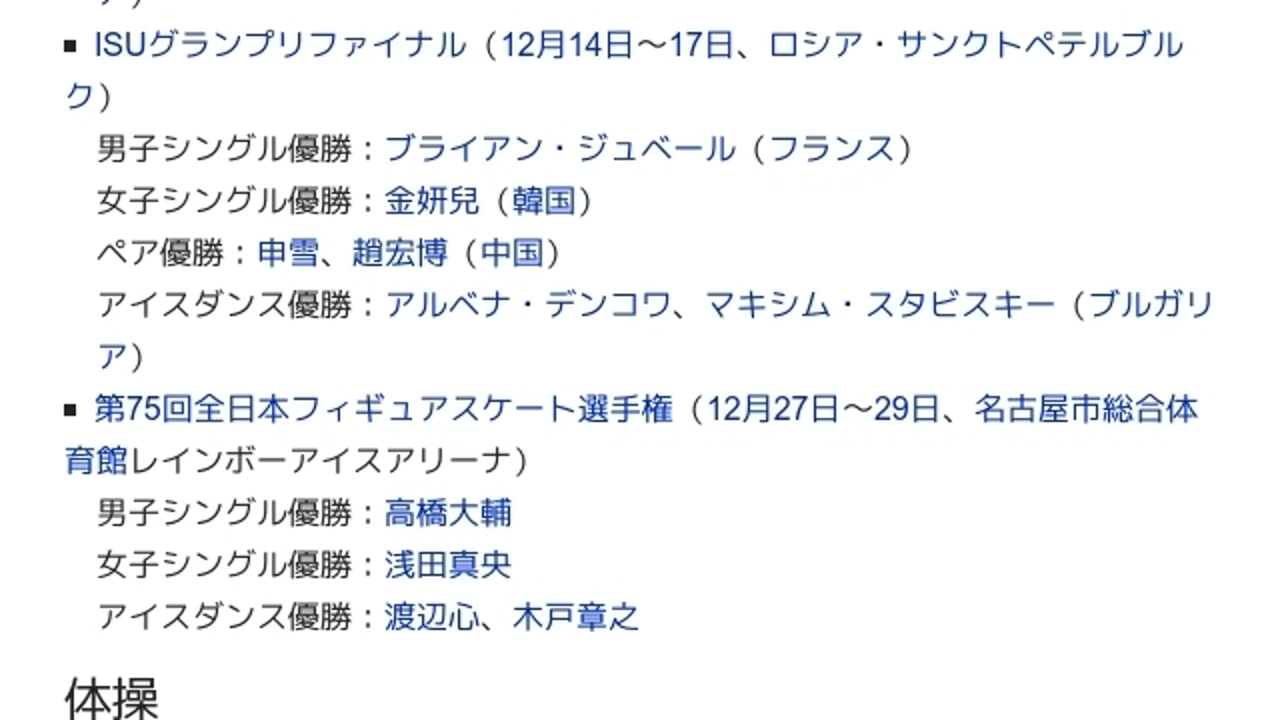 ■ ISUグランプリファイナル（12月14日〜17日、ロシア・サンクトペテルブル
ク）
男子シングル優勝：ブライアン・ジュベール（フランス）
女子シングル優勝：金妍兒（韓国）
ペア優勝：申雪、趙宏博（中国）
アイスダンス優勝：アルベナ・デンコワ、マキシム・スタビスキー（ブルガリ
ア）
■ 第75回全日本フィギュアスケート選手権（12月27日〜29日、名古屋市総合体
育館レインボーアイスアリーナ）
男子シングル優勝：高橋大輔
女子シングル優勝：浅田真央
アイスダンス優勝：渡辺心、木戸章之
体操